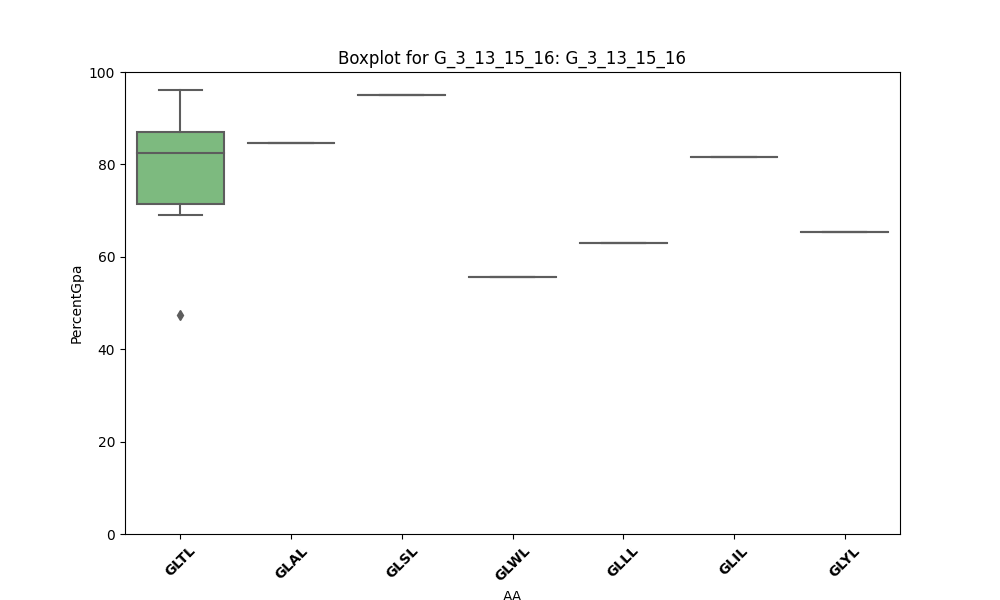 Boxplot for G_3_13_15_16: G_3_13_15_16
100
80
60
40
20
0
PercentGpa
GLTL
GLAL
GLSL
GLWL
GLLL
GLIL
GLYL
AA